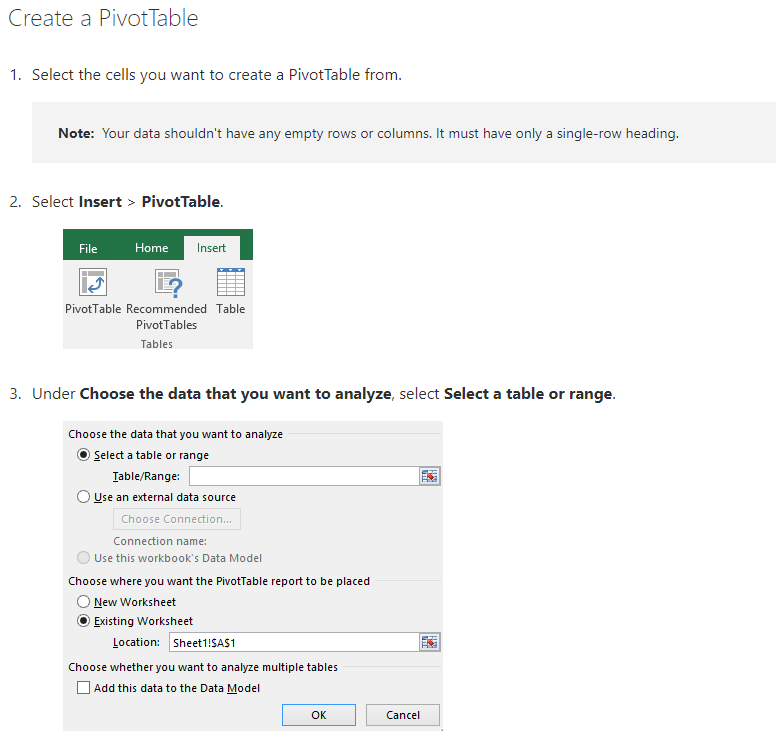 Create a PivotTable
1. Select the cells you want to create a PivotTable from.
Note: Your data shouldn't have any empty rows or columns. It must have only a single-row heading.
2. Select Insert > PivotTable.
File Home Insert
PivotTable Recommended Table
PivotTables
Tables
3. Under Choose the data that you want to analyze, select Select a table or range.
Choose the data that you want to analyze
Select a table or range
Table/Range:
Use an external data source
Choose Connection...
Connection name:
Use this workbook's Data Model
Choose where you want the PivotTable report to be placed
New Worksheet
Existing Worksheet
Location: Sheet1!$A$1
Choose whether you want to analyze multiple tables
Add this data to the Data Model
OK Cancel